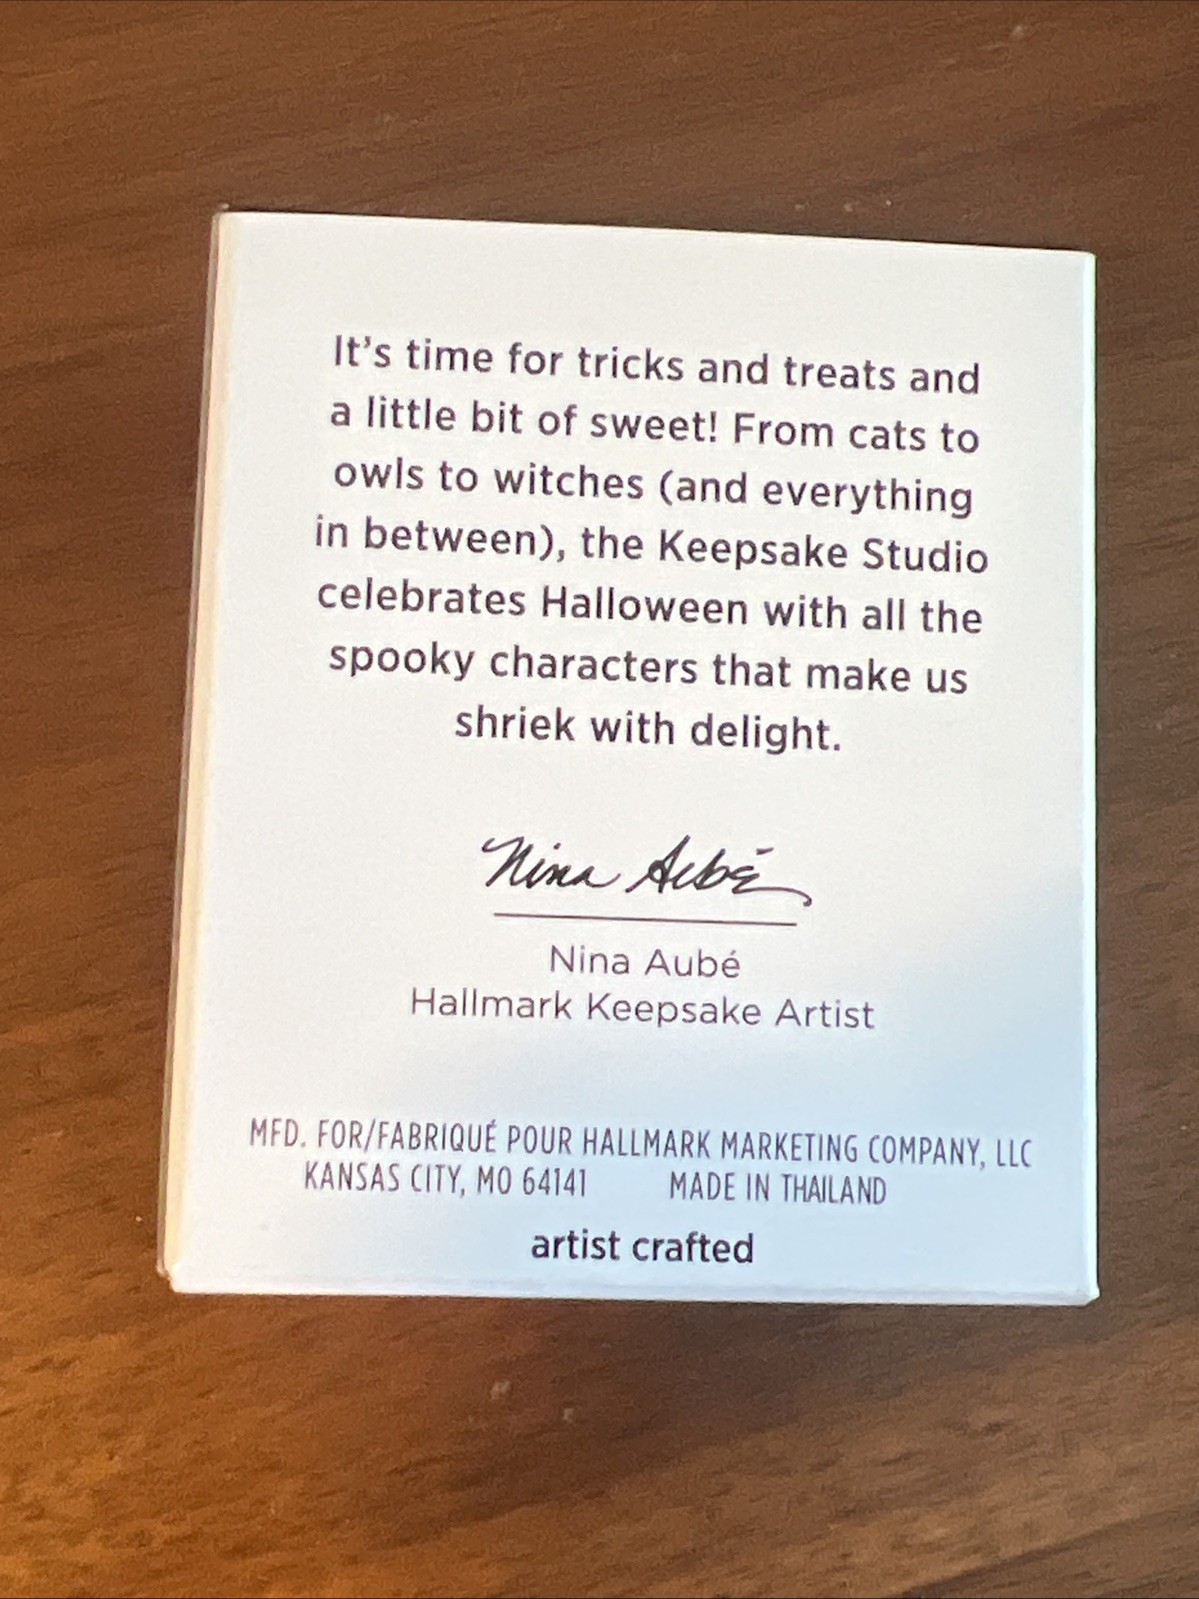 It's time for tricks and treats and
a little bit of sweet! From cats to
owls to witches (and everything
in between), the Keepsake Studio
celebrates Halloween with all the
spooky characters that make us
shriek with delight.
Nina Aubé
Nina Aubé
Hallmark Keepsake Artist
MFD. FOR/FABRIQUÉ POUR HALLMARK MARKETING COMPANY, LLC
KANSAS CITY, MO 64141 MADE IN THAILAND
artist crafted